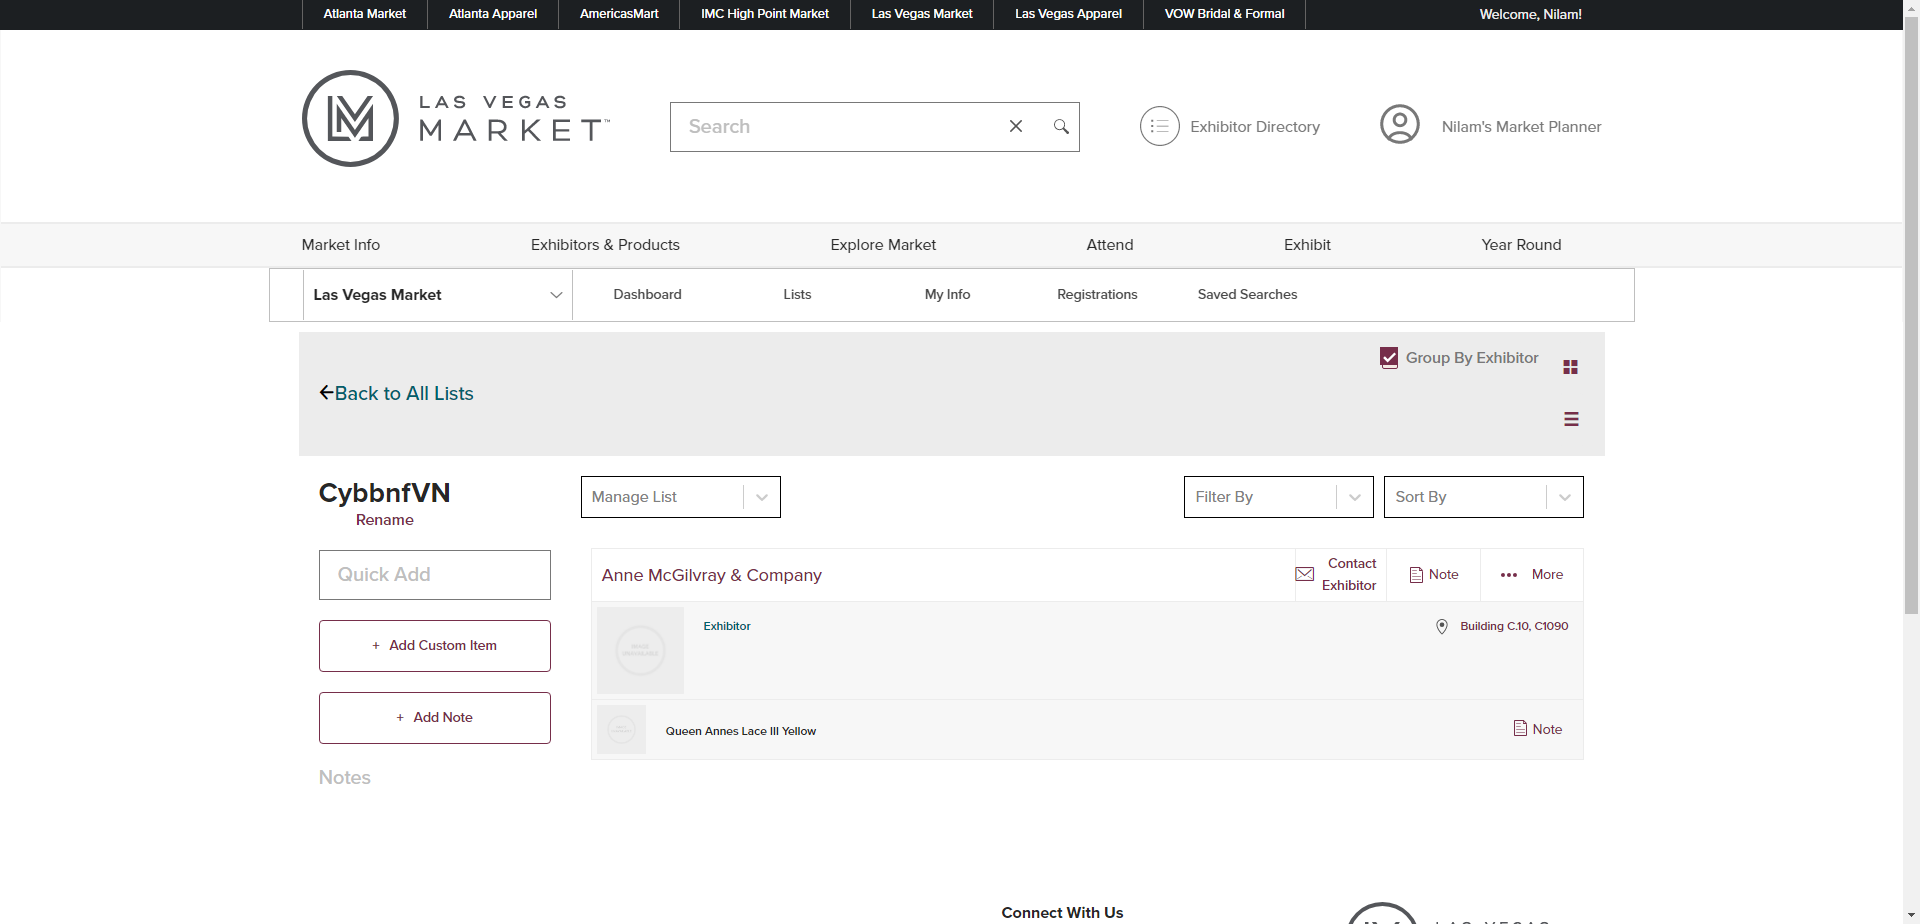 Atlanta Market Atlanta Apparel AmericasMart IMC High Point Market Las Vegas Market Las Vegas Apparel VOW Bridal & Formal Welcome, Nilam!
LAS VEGAS
MARKET™
Search
Exhibitor Directory
Nilam's Market Planner
Market Info Exhibitors & Products Explore Market Attend Exhibit Year Round
Las Vegas Market Dashboard Lists My Info Registrations Saved Searches
Group By Exhibitor
Back to All Lists
CybbnfVN
Rename
Manage List
Filter By
Sort By
Quick Add
+ Add Custom Item
+ Add Note
Notes
Anne McGilvray & Company
Contact
Exhibitor
Note
More
Exhibitor
Building C.10, C1090
Queen Annes Lace III Yellow
Note
Connect With Us